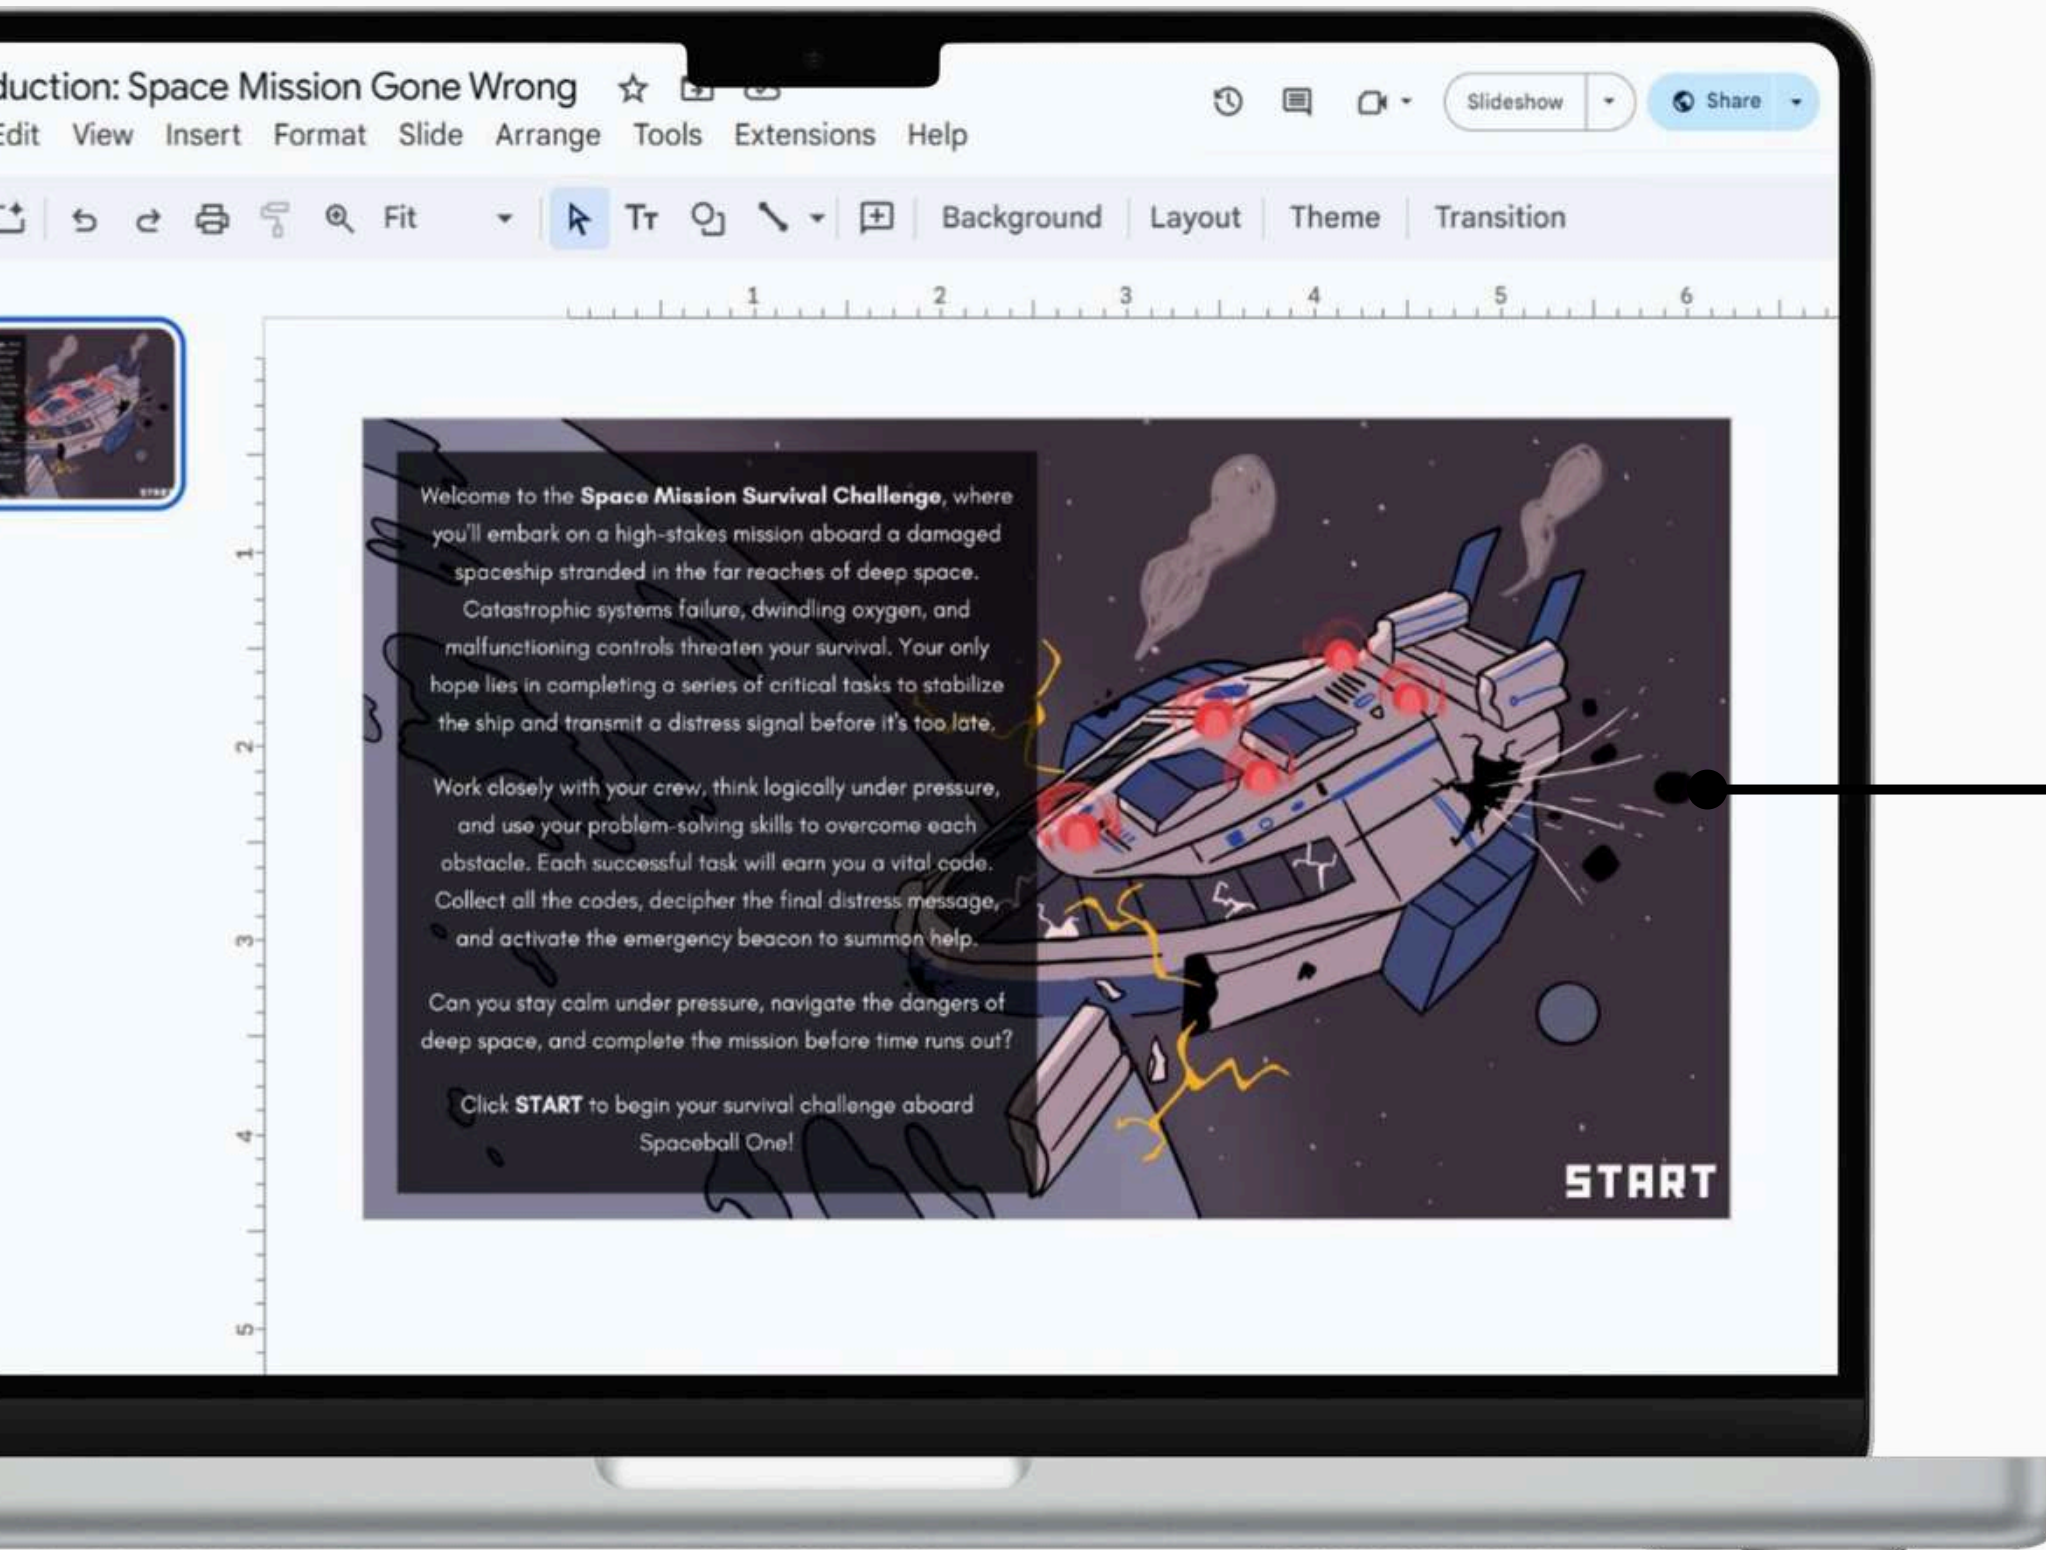 duction: Space Mission Gone Wrong
Edit View Insert Format Slide Arrange Tools Extensions Help
Slideshow
Share
Fit
Background Layout Theme Transition
1 2 3 4 5 6
1
2
3
4
5
Welcome to the Space Mission Survival Challenge, where
you'll embark on a high-stakes mission aboard a damaged
spaceship stranded in the far reaches of deep space.
Catastrophic systems failure, dwindling oxygen, and
malfunctioning controls threaten your survival. Your only
hope lies in completing a series of critical tasks to stabilize
the ship and transmit a distress signal before it's too late.
Work closely with your crew, think logically under pressure,
and use your problem-solving skills to overcome each
obstacle. Each successful task will earn you a vital code.
Collect all the codes, decipher the final distress message,
and activate the emergency beacon to summon help.
Can you stay calm under pressure, navigate the dangers of
deep space, and complete the mission before time runs out?
Click START to begin your survival challenge aboard
Spaceball One!
START